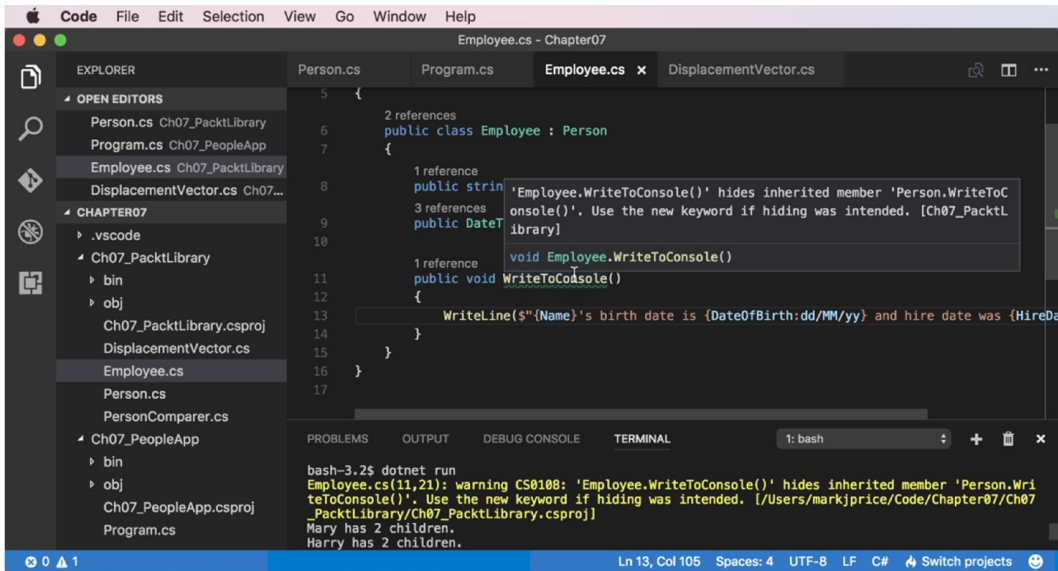 Code File Edit Selection View Go Window Help
Employee.cs - Chapter07
EXPLORER
OPEN EDITORS
Person.cs Ch07_PacktLibrary
Program.cs Ch07_PeopleApp
Employee.cs Ch07_PacktLibrary
DisplacementVector.cs Ch07...
CHAPTER07
.vscode
Ch07_PacktLibrary
bin
obj
Ch07_PacktLibrary.csproj
DisplacementVector.cs
Employee.cs
Person.cs
PersonComparer.cs
Ch07_PeopleApp
bin
obj
Ch07_PeopleApp.csproj
Program.cs
Person.cs Program.cs Employee.cs × DisplacementVector.cs ···
5 {
2 references
6 public class Employee : Person
7 {
1 reference
8 public strin
3 references
9 public DateT
10
'Employee.WriteToConsole()' hides inherited member 'Person.WriteToC
onsole()'. Use the new keyword if hiding was intended. [Ch07_PacktL
ibrary]
void Employee.WriteToConsole()
1 reference
11 public void WriteToConsole()
12 {
13 WriteLine($"{Name}'s birth date is {DateOfBirth:dd/MM/yy} and hire date was {HireDa
14 }
15 }
16 }
17
PROBLEMS OUTPUT DEBUG CONSOLE TERMINAL 1: bash + ×
bash-3.2$ dotnet run
Employee.cs(11,21): warning CS0108: 'Employee.WriteToConsole()' hides inherited member 'Person.Wri
teToConsole()'. Use the new keyword if hiding was intended. [/Users/markjprice/Code/Chapter07/Ch07
_PacktLibrary/Ch07_PacktLibrary.csproj]
Mary has 2 children.
Harry has 2 children.
0 1 Ln 13, Col 105 Spaces: 4 UTF-8 LF C# Switch projects